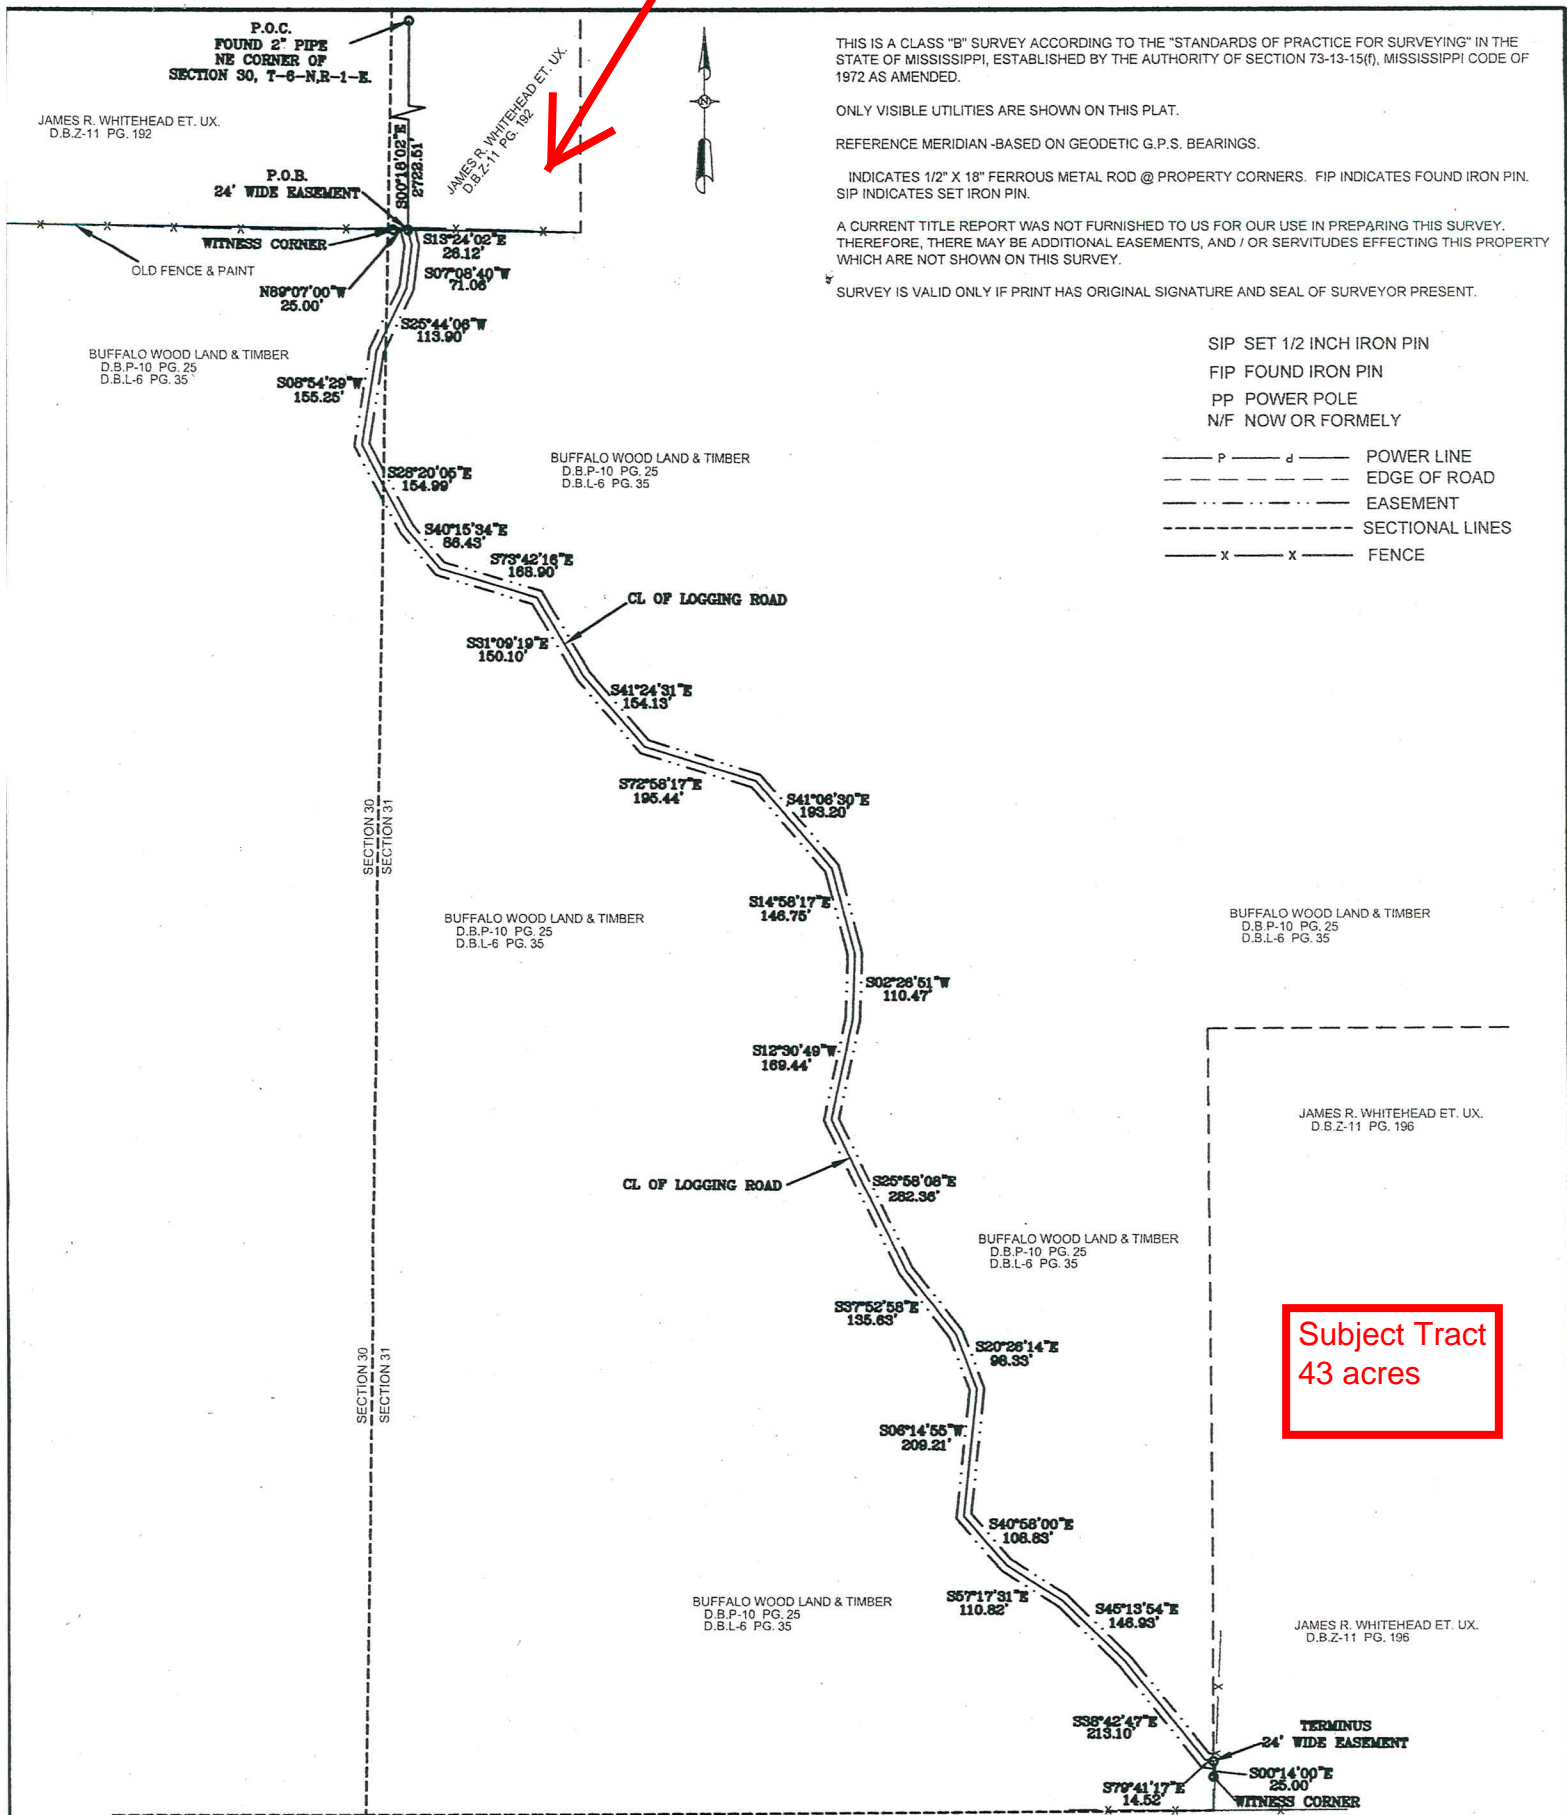 P.O.C.
FOUND 2" PIPE
NE CORNER OF
SECTION 30, T-6-N,R-1-E.
JAMES R. WHITEHEAD ET. UX.
D.B.Z-11 PG. 192
S00°18'02"E
2722.51'
JAMES R. WHITEHEAD ET. UX.
D.B.Z-11 PG. 192
P.O.B.
24' WIDE EASEMENT
WITNESS CORNER
OLD FENCE & PAINT
N89°07'00"W
25.00'
N
THIS IS A CLASS "B" SURVEY ACCORDING TO THE "STANDARDS OF PRACTICE FOR SURVEYING" IN THE
STATE OF MISSISSIPPI, ESTABLISHED BY THE AUTHORITY OF SECTION 73-13-15(f), MISSISSIPPI CODE OF
1972 AS AMENDED.
ONLY VISIBLE UTILITIES ARE SHOWN ON THIS PLAT.
REFERENCE MERIDIAN -BASED ON GEODETIC G.P.S. BEARINGS.
INDICATES 1/2" X 18" FERROUS METAL ROD @ PROPERTY CORNERS. FIP INDICATES FOUND IRON PIN.
SIP INDICATES SET IRON PIN.
A CURRENT TITLE REPORT WAS NOT FURNISHED TO US FOR OUR USE IN PREPARING THIS SURVEY.
THEREFORE, THERE MAY BE ADDITIONAL EASEMENTS, AND / OR SERVITUDES EFFECTING THIS PROPERTY
WHICH ARE NOT SHOWN ON THIS SURVEY.
SURVEY IS VALID ONLY IF PRINT HAS ORIGINAL SIGNATURE AND SEAL OF SURVEYOR PRESENT.
SIP SET 1/2 INCH IRON PIN
FIP FOUND IRON PIN
PP POWER POLE
N/F NOW OR FORMELY
P d POWER LINE
EDGE OF ROAD
EASEMENT
SECTIONAL LINES
X X FENCE
S13°24'02"E
26.12'
S07°08'40"W
71.06'
S25°44'06"W
113.90'
BUFFALO WOOD LAND & TIMBER
D.B.P-10 PG. 25
D.B.L-6 PG. 35
S08°54'29"W
155.25'
S28°20'05"E
154.99'
BUFFALO WOOD LAND & TIMBER
D.B.P-10 PG. 25
D.B.L-6 PG. 35
S40°15'34"E
86.43'
S73°42'16"E
168.90'
CL OF LOGGING ROAD
S31°09'19"E
150.10'
S41°24'31"E
154.13'
S72°58'17"E
195.44'
S41°06'30"E
193.20'
SECTION 30
SECTION 31
S14°58'17"E
146.75'
BUFFALO WOOD LAND & TIMBER
D.B.P-10 PG. 25
D.B.L-6 PG. 35
BUFFALO WOOD LAND & TIMBER
D.B.P-10 PG. 25
D.B.L-6 PG. 35
S02°26'51"W
110.47'
S12°30'49"W
169.44'
JAMES R. WHITEHEAD ET. UX.
D.B.Z-11 PG. 196
CL OF LOGGING ROAD
S25°58'08"E
282.36'
BUFFALO WOOD LAND & TIMBER
D.B.P-10 PG. 25
D.B.L-6 PG. 35
S37°52'58"E
135.63'
Subject Tract
43 acres
S20°26'14"E
98.33'
SECTION 30
SECTION 31
S06°14'55"W
209.21'
S40°58'00"E
108.83'
S57°17'31"E
110.82'
BUFFALO WOOD LAND & TIMBER
D.B.P-10 PG. 25
D.B.L-6 PG. 35
S45°13'54"E
146.93'
JAMES R. WHITEHEAD ET. UX.
D.B.Z-11 PG. 196
S38°42'47"E
213.10'
TERMINUS
24' WIDE EASEMENT
S00°14'00"E
25.00'
S79°41'17"E
14.52'
WITNESS CORNER